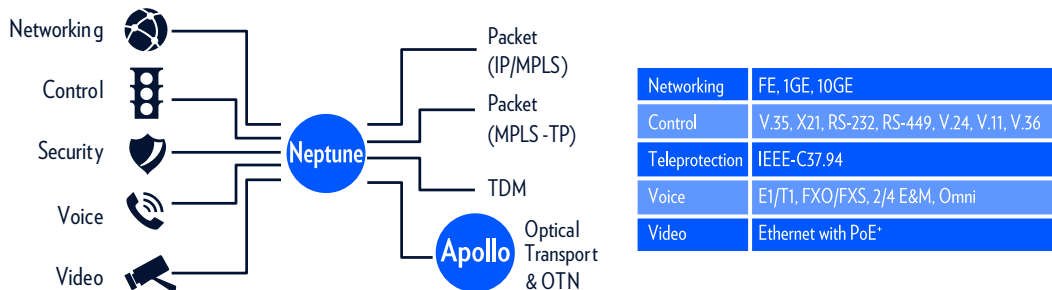 Networking
Control
Security
Voice
Video
Neptune
Packet
(IP/MPLS)
Packet
(MPLS-TP)
TDM
Apollo
Optical
Transport
& OTN
Networking FE, 1GE, 10GE
Control V.35, X21, RS-232, RS-449, V.24, V.11, V.36
Teleprotection IEEE-C37.94
Voice E1/T1, FXO/FXS, 2/4 E&M, Omni
Video Ethernet with PoE⁺